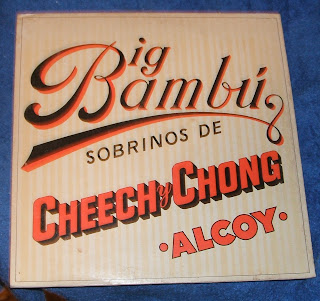 Big
Bambú
SOBRINOS DE
CHEECH y CHONG
·ALCOY·